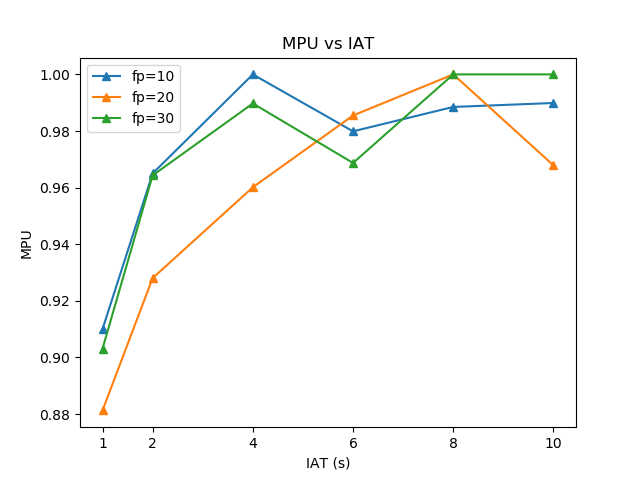 MPU vs IAT
fp=10
fp=20
fp=30
1.00
0.98
0.96
0.94
0.92
0.90
0.88
MPU
1 2 4 6 8 10
IAT (s)